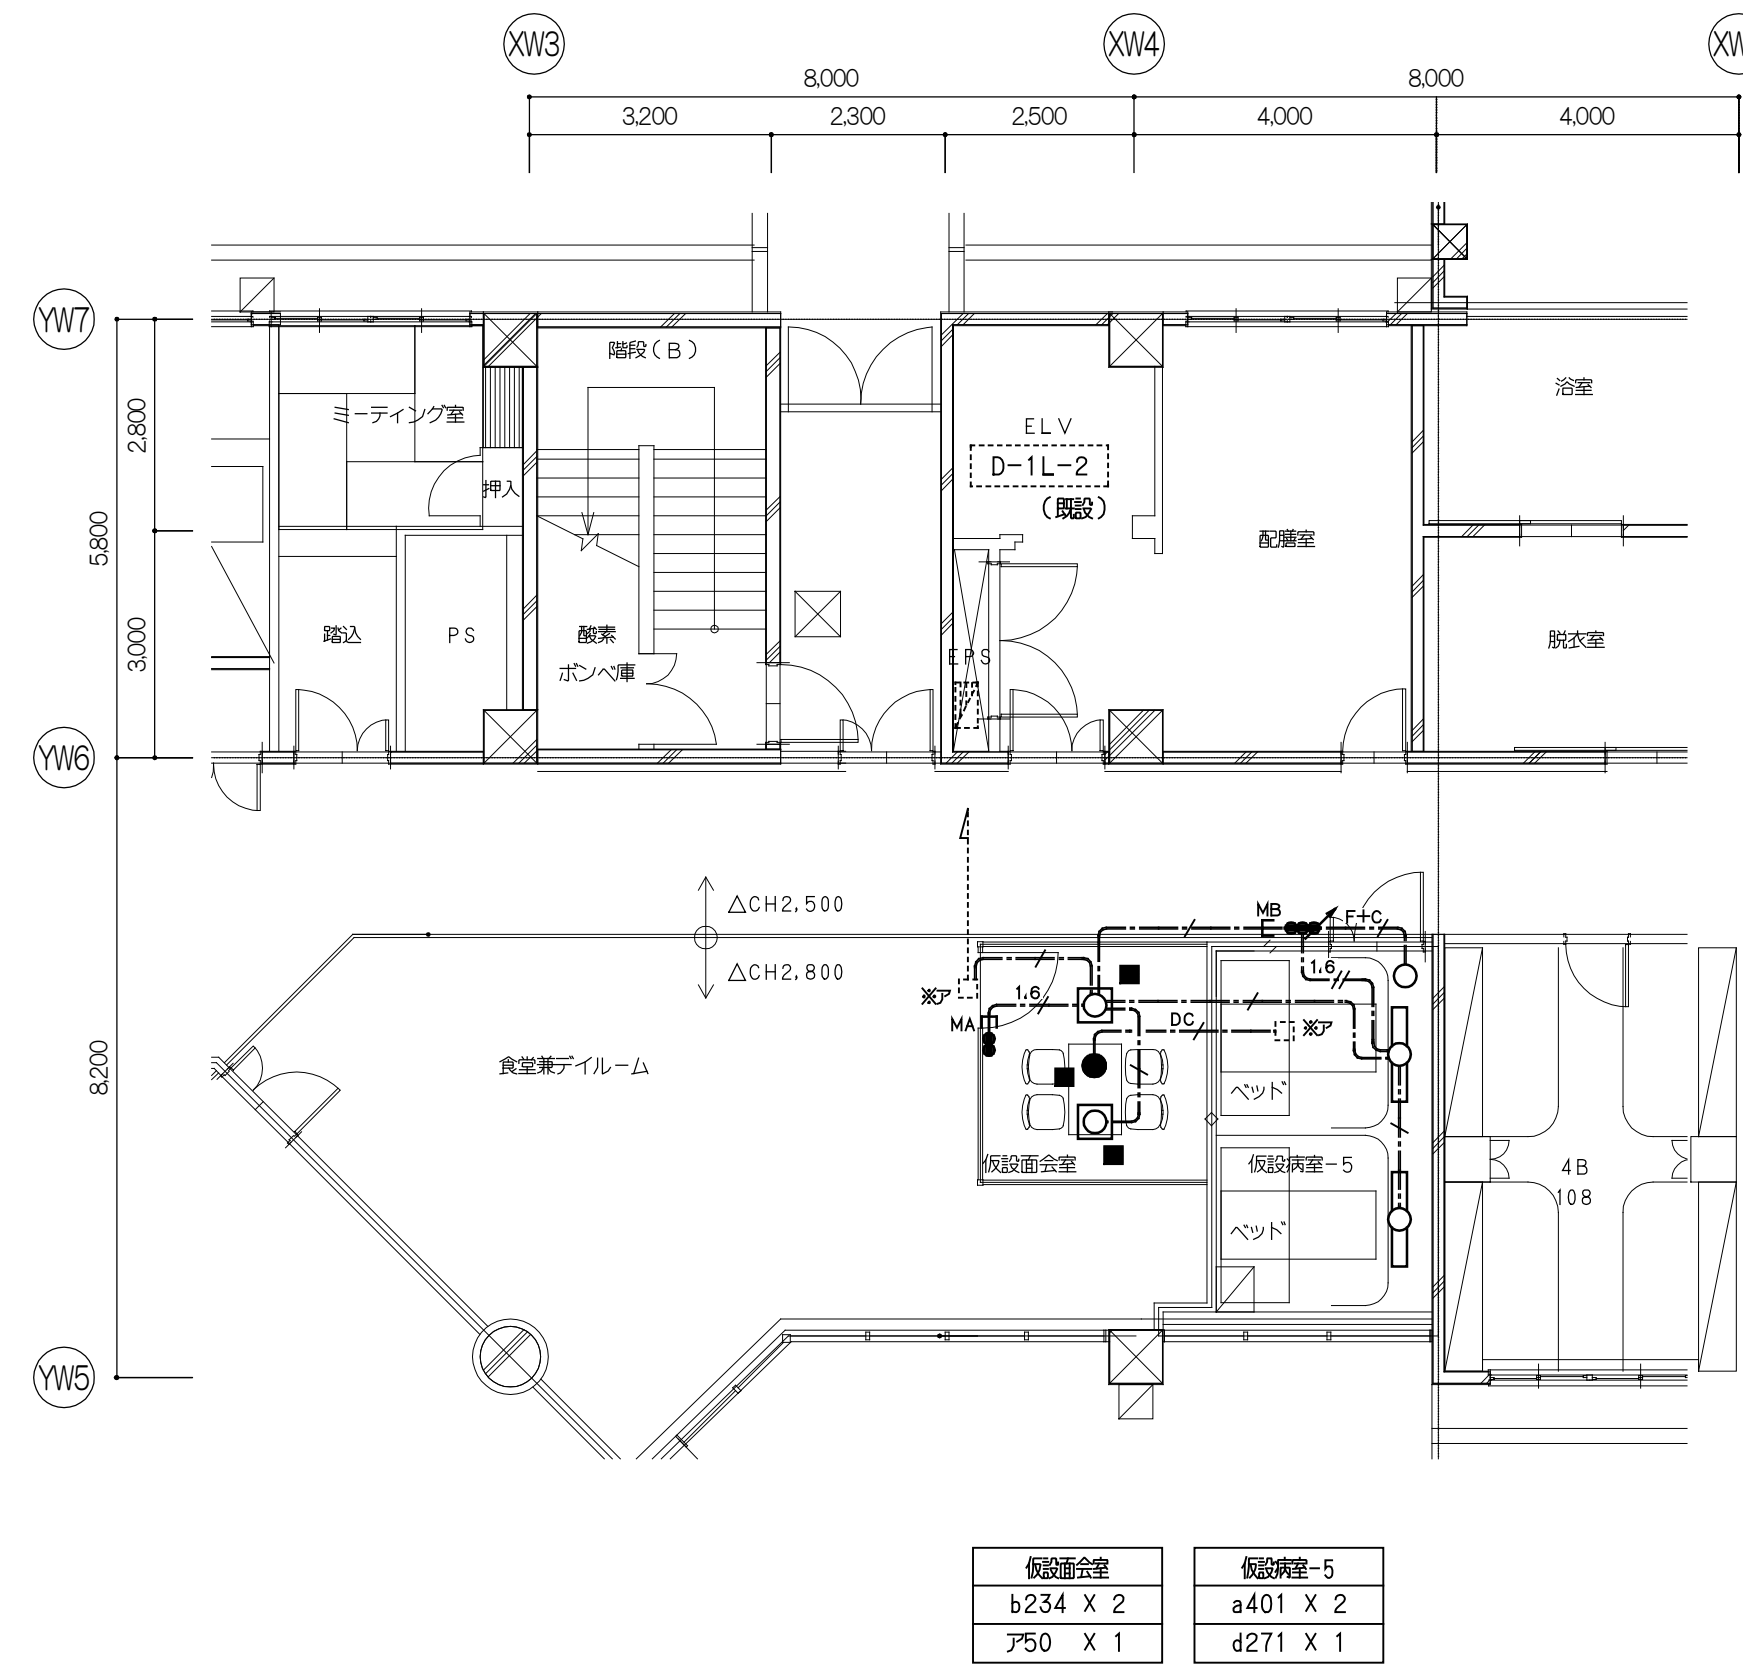 XW3
XW4
8,000
8,000
3,200
2,300
2,500
4,000
4,000
YW7
YW6
YW5
2,800
5,800
3,000
8,200
階段(B)
ミーティング室
押入
ELV
D-1L-2
(既設)
配膳室
浴室
踏込
PS
酸素
ボンベ庫
EPS
脱衣室
△CH2,500
△CH2,800
MB
F+C
1.6
※ア
1.6
MA
DC
※ア
食堂兼デイルーム
ベッド
仮設面会室
仮設病室-5
ベッド
4B
108
仮設面会室
b234 X 2
ア50 X 1
仮設病室-5
a401 X 2
d271 X 1